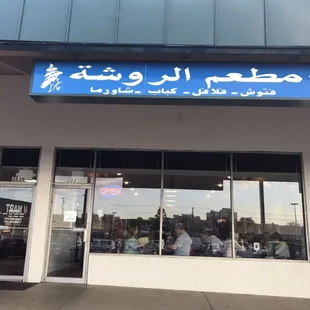 مطعم الروشة
فتوش - فلافل - كباب - شاورما
OPEN